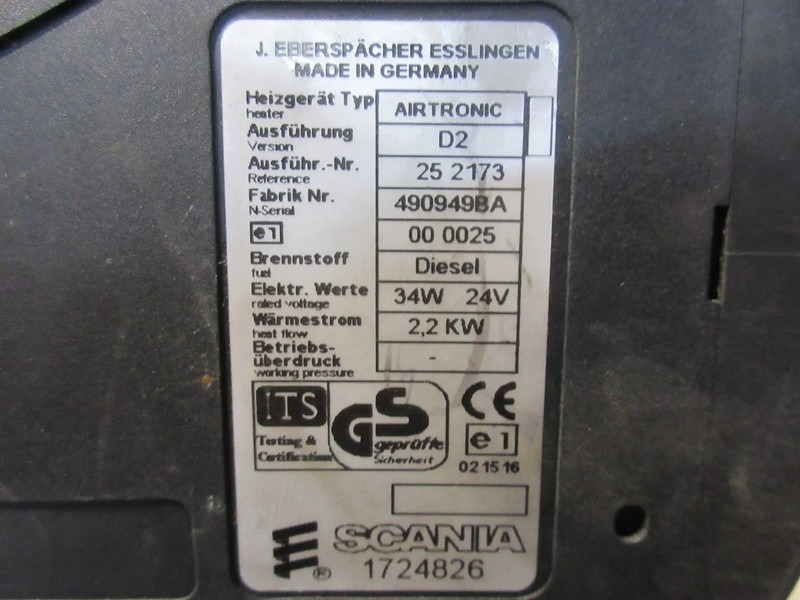 J. EBERSPÄCHER ESSLINGEN
MADE IN GERMANY
Heizgerät Typ AIRTRONIC
heater
Ausführung D2
Version
Ausführ.-Nr. 25 2173
Reference
Fabrik Nr. 490949BA
N-Serial
e1 00 0025
Brennstoff Diesel
fuel
Elektr. Werte 34W 24V
rated voltage
Wärmestrom 2,2 KW
heat flow
Betriebs-
überdruck -
working pressure
ITS GS CE
Testing & geprüfte e1
Certification Sicherheit 02 15 16
® SCANIA
1724826